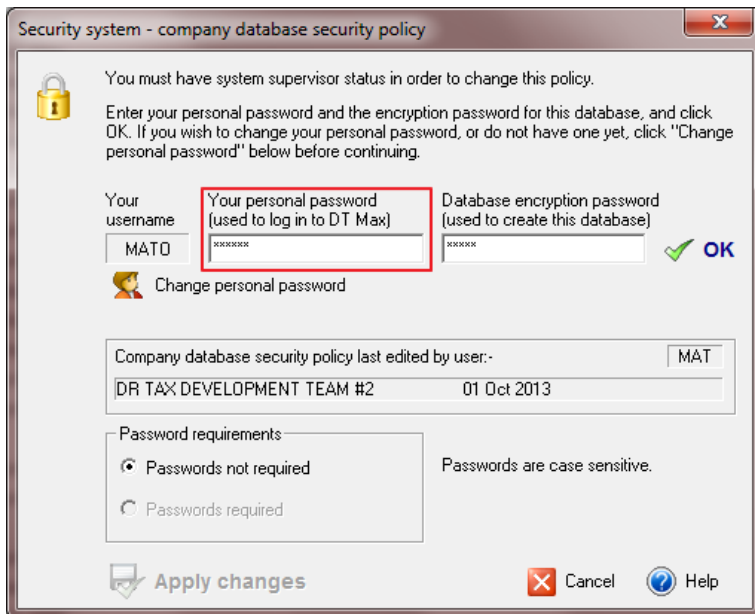 Security system - company database security policy
You must have system supervisor status in order to change this policy.
Enter your personal password and the encryption password for this database, and click
OK. If you wish to change your personal password, or do not have one yet, click "Change
personal password" below before continuing.
Your
username
Your personal password
(used to log in to DT Max)
Database encryption password
(used to create this database)
MATO
××××××
×××××
OK
Change personal password
Company database security policy last edited by user:-
MAT
DR TAX DEVELOPMENT TEAM #2 01 Oct 2013
Password requirements
Passwords not required
Passwords are case sensitive.
Passwords required
Apply changes
Cancel
Help